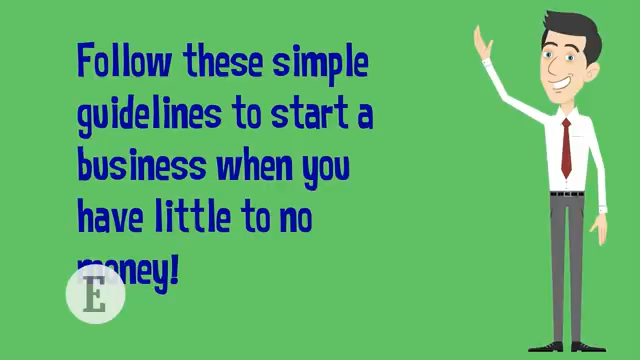 Follow these simple
guidelines to start a
business when you
have little to no
money!
E